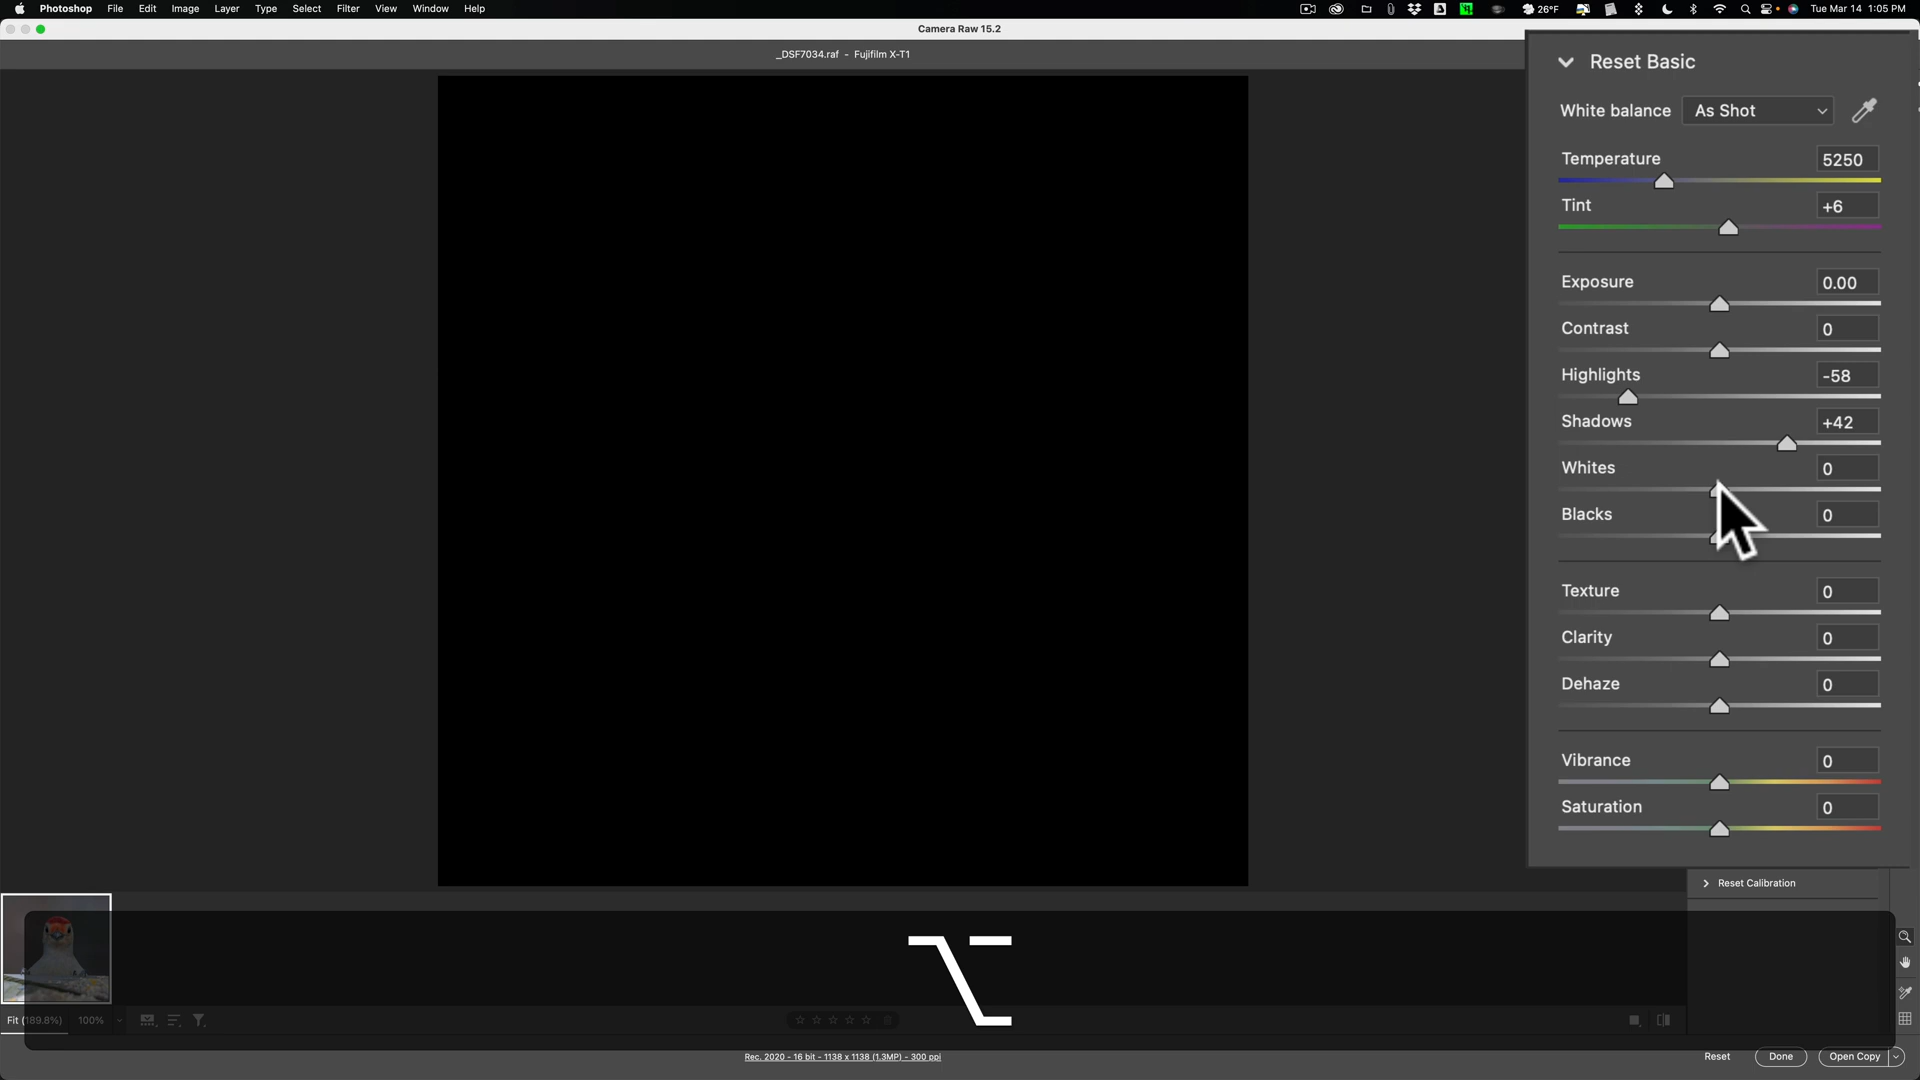 Photoshop File Edit Image Layer Type Select Filter View Window Help 26°F Tue Mar 14 1:05 PM
Camera Raw 15.2
_DSF7034.raf - Fujifilm X-T1
Reset Basic
White balance As Shot
Temperature 5250
Tint +6
Exposure 0.00
Contrast 0
Highlights -58
Shadows +42
Whites 0
Blacks 0
Texture 0
Clarity 0
Dehaze 0
Vibrance 0
Saturation 0
Reset Calibration
Fit (189.8%) 100%
Rec. 2020 - 16 bit - 1138 x 1138 (1.3MP) - 300 ppi
Reset Done Open Copy